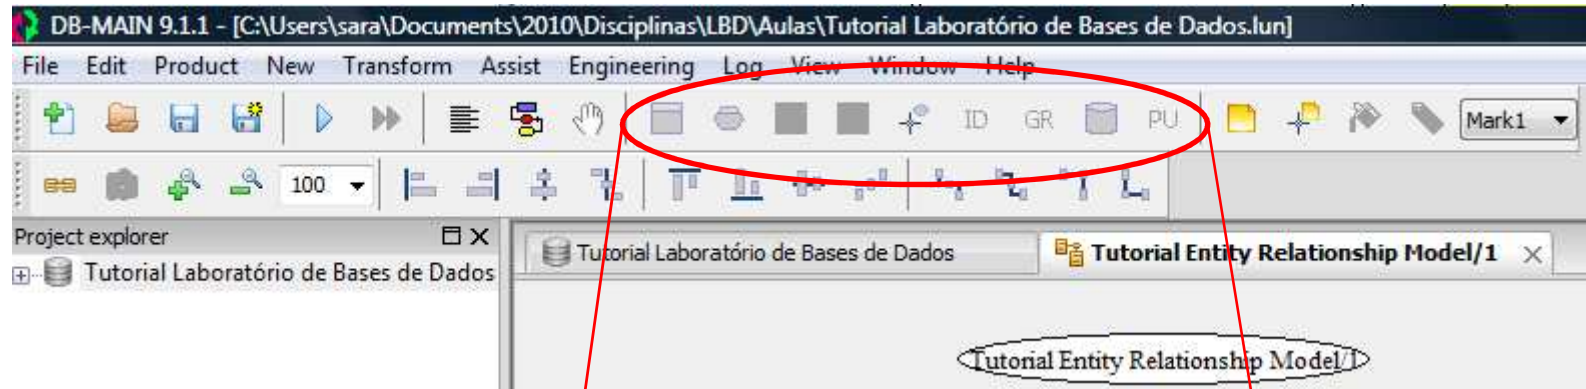 DB-MAIN 9.1.1 - [C:\Users\sara\Documents\2010\Disciplinas\LBD\Aulas\Tutorial Laboratório de Bases de Dados.lun]
File Edit Product New Transform Assist Engineering Log View Window Help
ID GR PU Mark1
100
Project explorer
Tutorial Laboratório de Bases de Dados
Tutorial Laboratório de Bases de Dados
Tutorial Entity Relationship Model/1
Tutorial Entity Relationship Model/1